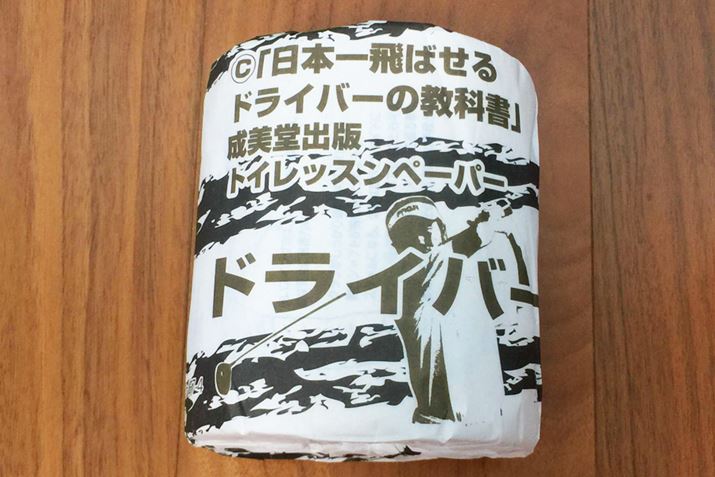 ©「日本一飛ばせる
ドライバーの教科書」
成美堂出版
トイレッスンペーパー
ドライバー